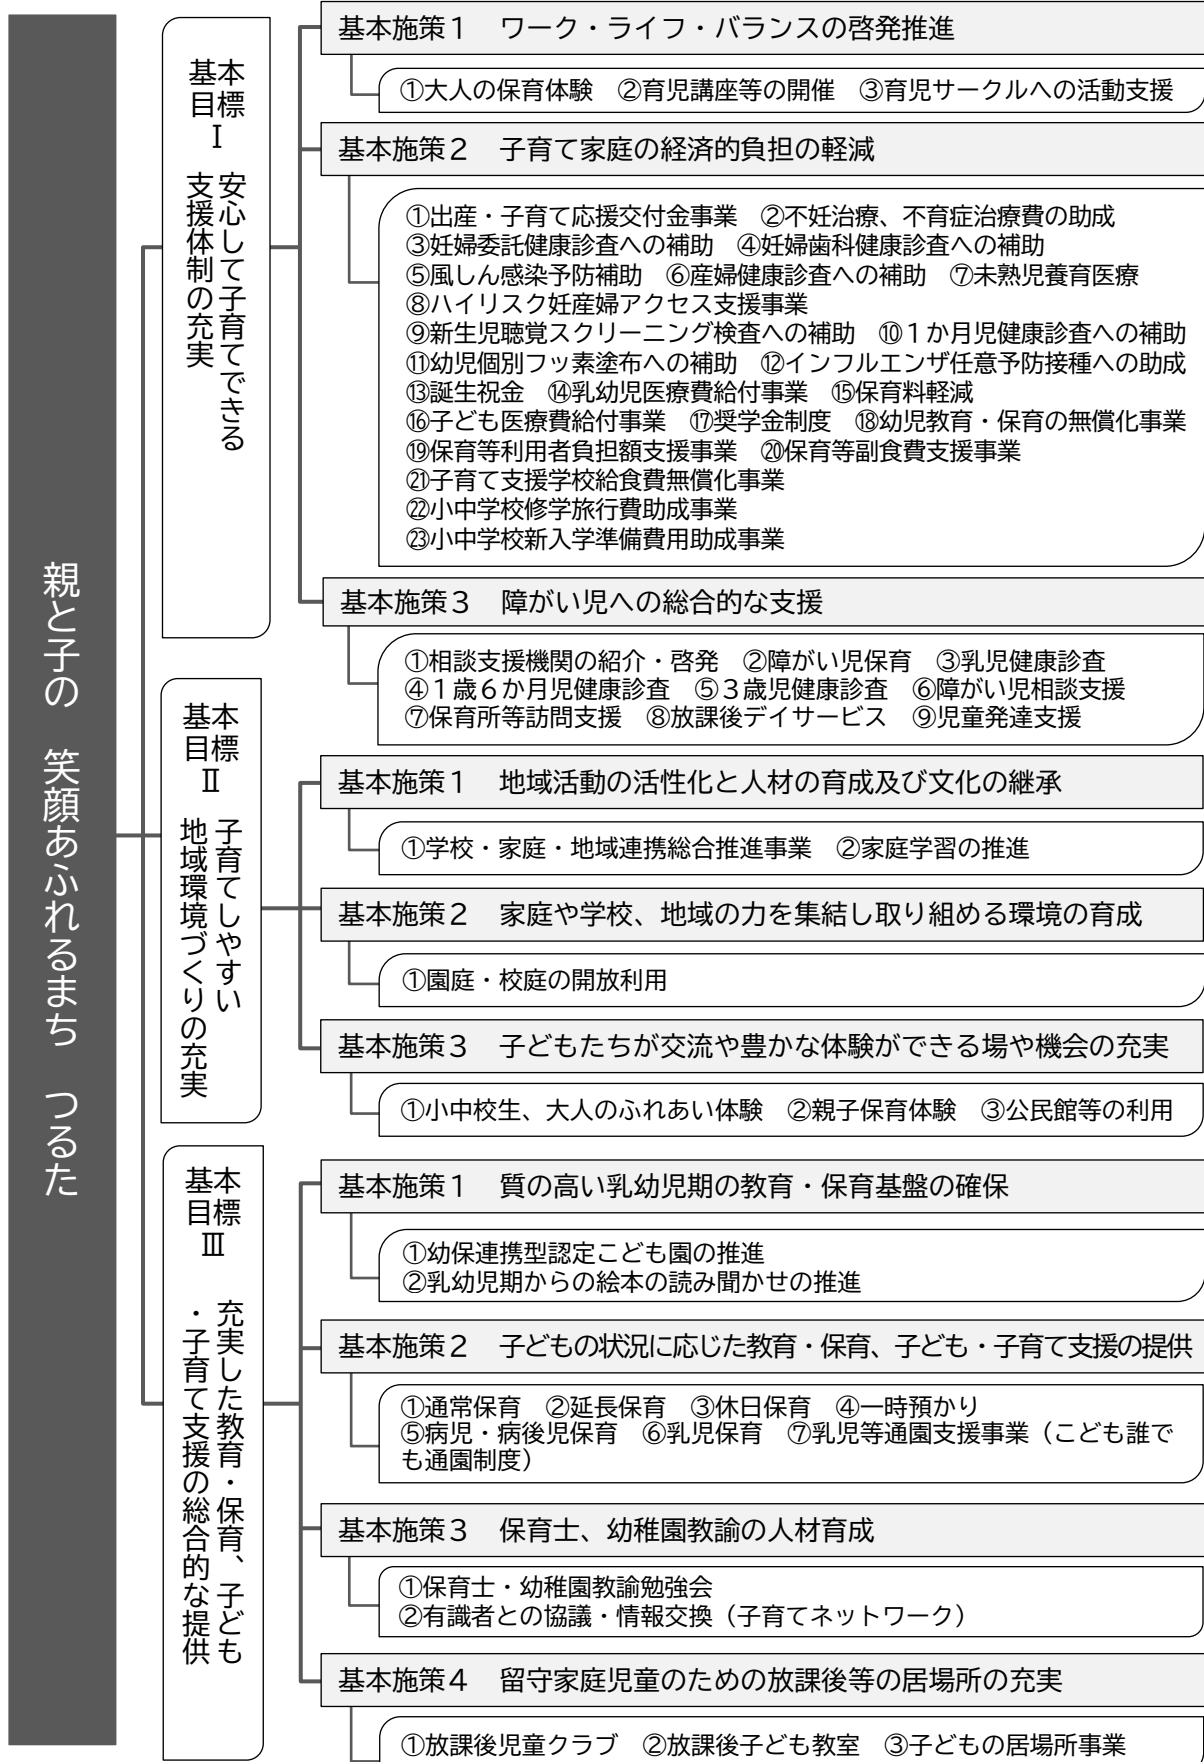 親と子の　笑顔あふれるまち　つるた
基本目標Ⅰ　安心して子育てできる
支援体制の充実
基本施策１　ワーク・ライフ・バランスの啓発推進
①大人の保育体験　②育児講座等の開催　③育児サークルへの活動支援
基本施策２　子育て家庭の経済的負担の軽減
①出産・子育て応援交付金事業　②不妊治療、不育症治療費の助成
③妊婦委託健康診査への補助　④妊婦歯科健康診査への補助
⑤風しん感染予防補助　⑥産婦健康診査への補助　⑦未熟児養育医療
⑧ハイリスク妊産婦アクセス支援事業
⑨新生児聴覚スクリーニング検査への補助　⑩１か月児健康診査への補助
⑪幼児個別フッ素塗布への補助　⑫インフルエンザ任意予防接種への助成
⑬誕生祝金　⑭乳幼児医療費給付事業　⑮保育料軽減
⑯子ども医療費給付事業　⑰奨学金制度　⑱幼児教育・保育の無償化事業
⑲保育等利用者負担額支援事業　⑳保育等副食費支援事業
㉑子育て支援学校給食費無償化事業
㉒小中学校修学旅行費助成事業
㉓小中学校新入学準備費用助成事業
基本施策３　障がい児への総合的な支援
①相談支援機関の紹介・啓発　②障がい児保育　③乳児健康診査
④１歳６か月児健康診査　⑤３歳児健康診査　⑥障がい児相談支援
⑦保育所等訪問支援　⑧放課後デイサービス　⑨児童発達支援
基本目標Ⅱ　子育てしやすい
地域環境づくりの充実
基本施策１　地域活動の活性化と人材の育成及び文化の継承
①学校・家庭・地域連携総合推進事業　②家庭学習の推進
基本施策２　家庭や学校、地域の力を集結し取り組める環境の育成
①園庭・校庭の開放利用
基本施策３　子どもたちが交流や豊かな体験ができる場や機会の充実
①小中校生、大人のふれあい体験　②親子保育体験　③公民館等の利用
基本目標Ⅲ　充実した教育・保育、子ども
・子育て支援の総合的な提供
基本施策１　質の高い乳幼児期の教育・保育基盤の確保
①幼保連携型認定こども園の推進
②乳幼児期からの絵本の読み聞かせの推進
基本施策２　子どもの状況に応じた教育・保育、子ども・子育て支援の提供
①通常保育　②延長保育　③休日保育　④一時預かり
⑤病児・病後児保育　⑥乳児保育　⑦乳児等通園支援事業（こども誰で
も通園制度）
基本施策３　保育士、幼稚園教諭の人材育成
①保育士・幼稚園教諭勉強会
②有識者との協議・情報交換（子育てネットワーク）
基本施策４　留守家庭児童のための放課後等の居場所の充実
①放課後児童クラブ　②放課後子ども教室　③子どもの居場所事業